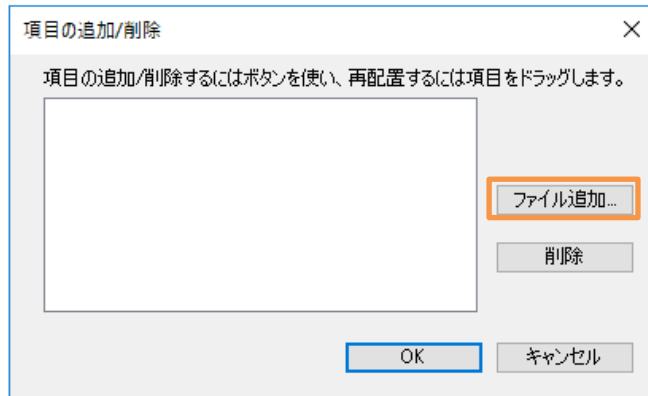 項目の追加/削除
項目の追加/削除するにはボタンを使い、再配置するには項目をドラッグします。
ファイル追加...
削除
OK
キャンセル